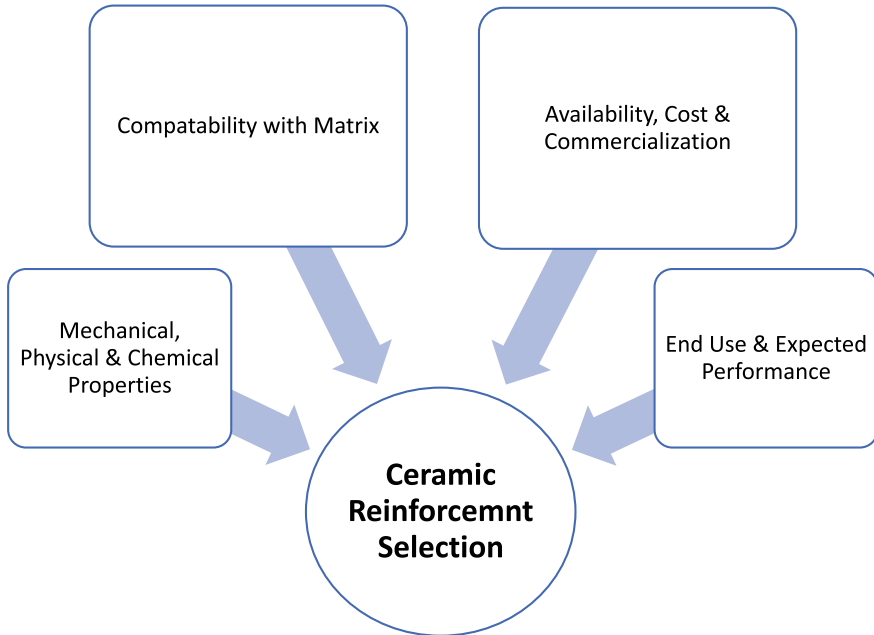 Compatability with Matrix
Availability, Cost &
Commercialization
Mechanical,
Physical & Chemical
Properties
End Use & Expected
Performance
Ceramic
Reinforcemnt
Selection